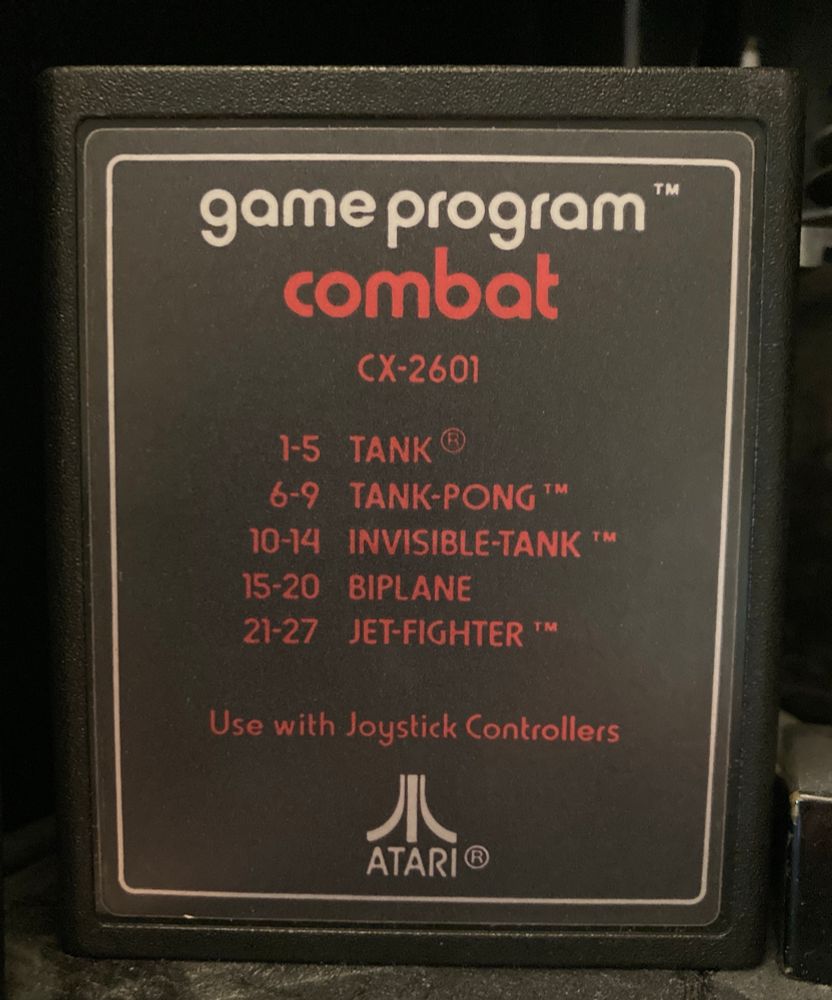 game program™
combat
CX-2601
1-5 TANK®
6-9 TANK-PONG™
10-14 INVISIBLE-TANK™
15-20 BIPLANE
21-27 JET-FIGHTER™
Use with Joystick Controllers
ATARI®